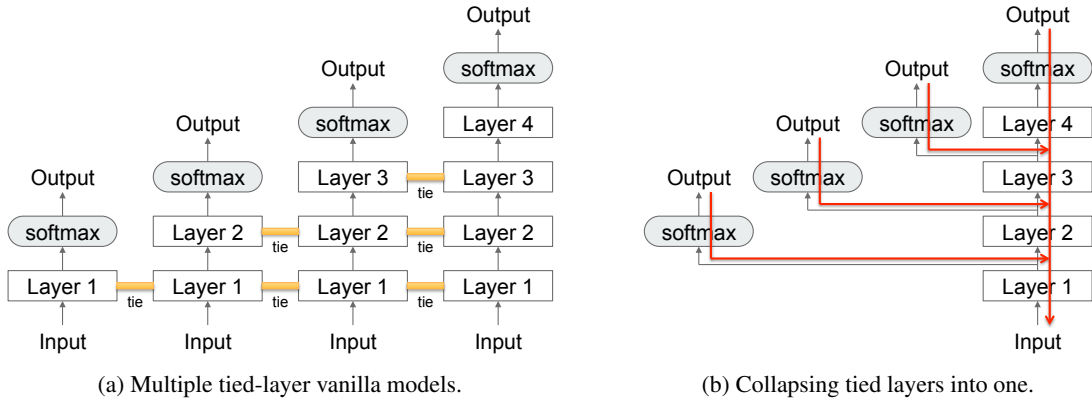 Output
softmax
Output
softmax
Layer 4
Output
softmax
Layer 3
tie
Layer 3
Output
softmax
Layer 2
tie
Layer 2
tie
Layer 2
Layer 1
tie
Layer 1
tie
Layer 1
tie
Layer 1
Input
Input
Input
Input
(a) Multiple tied-layer vanilla models.
Output
Output
softmax
Output
softmax
Layer 4
Output
softmax
Layer 3
softmax
Layer 2
Layer 1
Input
(b) Collapsing tied layers into one.